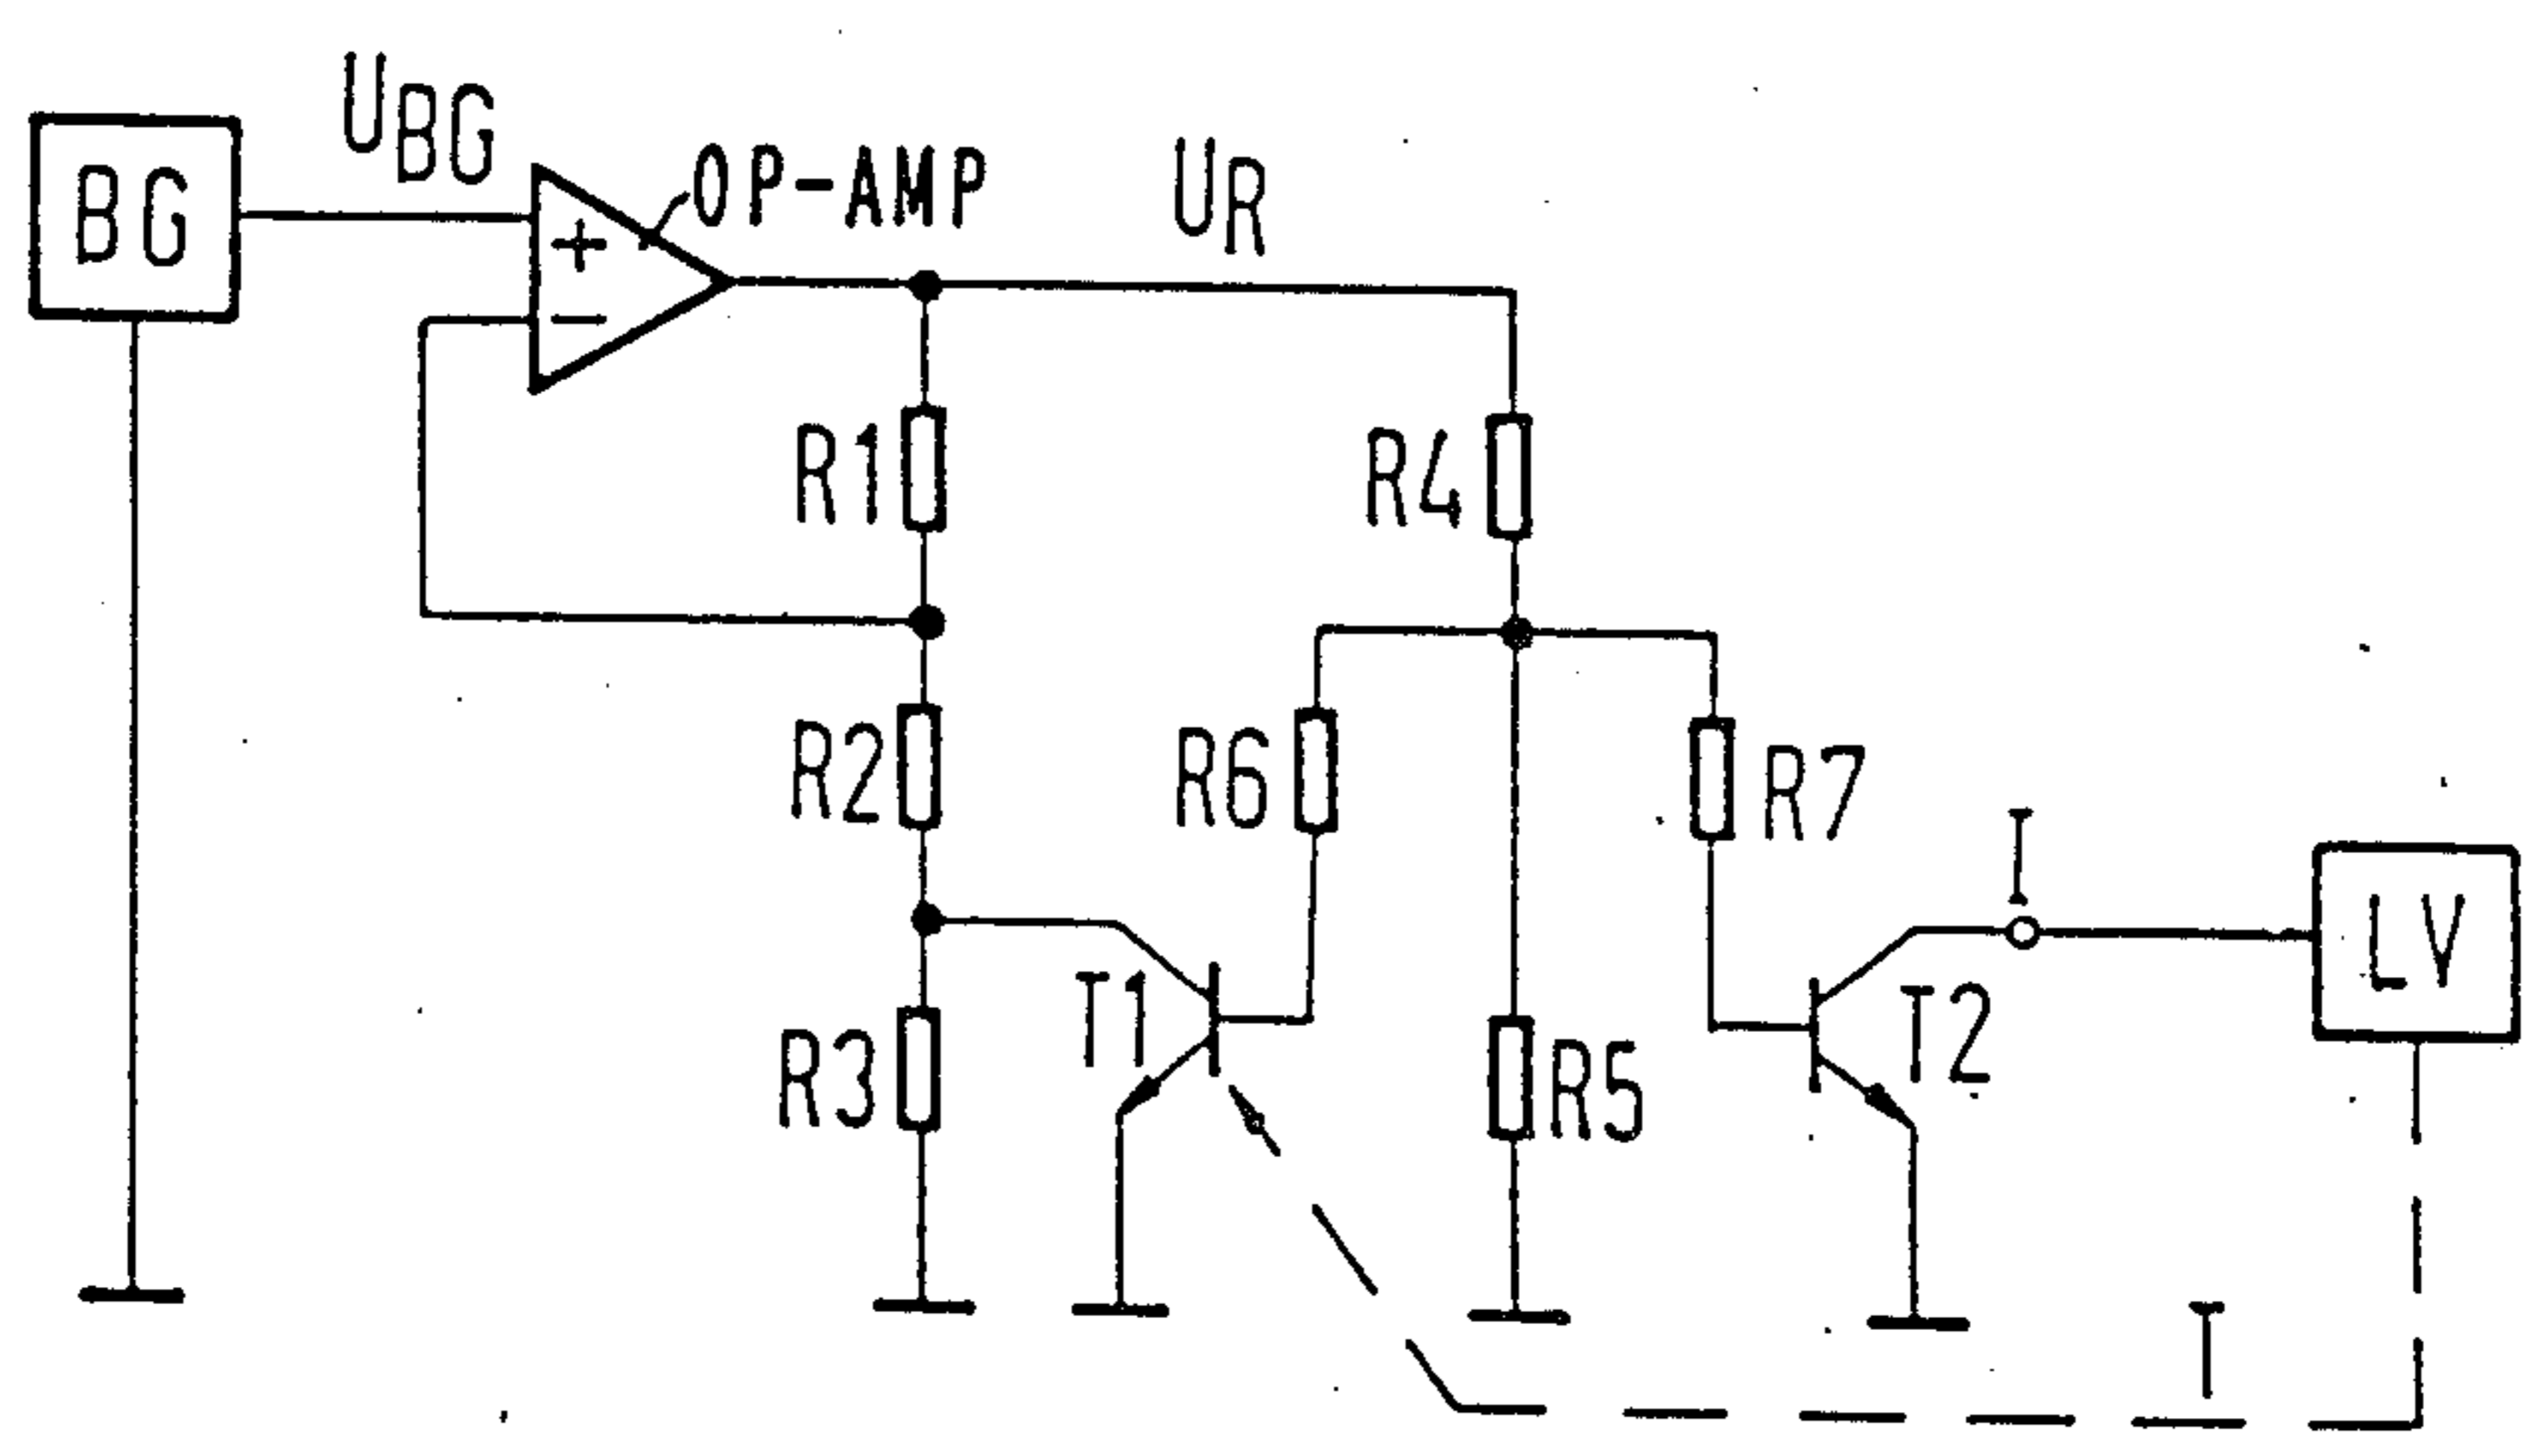 U_BG
BG
OP-AMP
U_R
+
−
R1
R4
R2
R6
R7
I
LV
T1
T2
R3
R5
T